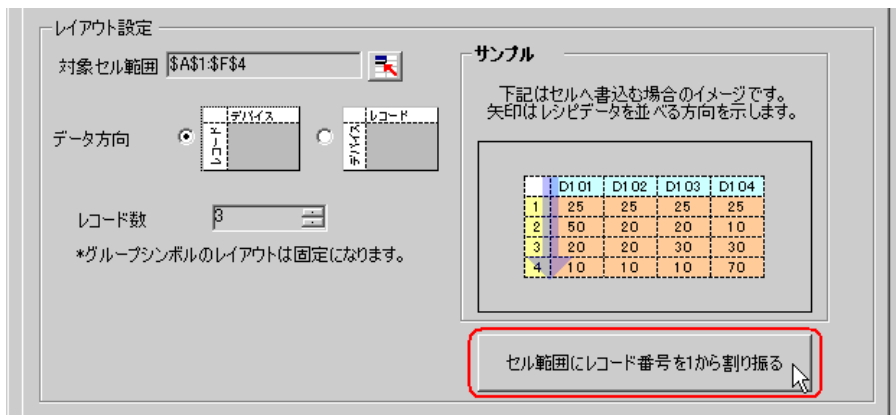 レイアウト設定
対象セル範囲 $A$1:$F$4
データ方向
デバイス
レコード
レコード
デバイス
レコード数 3
*グループシンボルのレイアウトは固定になります。
サンプル
下記はセルへ書込む場合のイメージです。
矢印はレシピデータを並べる方向を示します。
D101 D102 D103 D104
1 25 25 25 25
2 50 20 20 10
3 20 20 30 30
4 10 10 10 70
セル範囲にレコード番号を1から割り振る